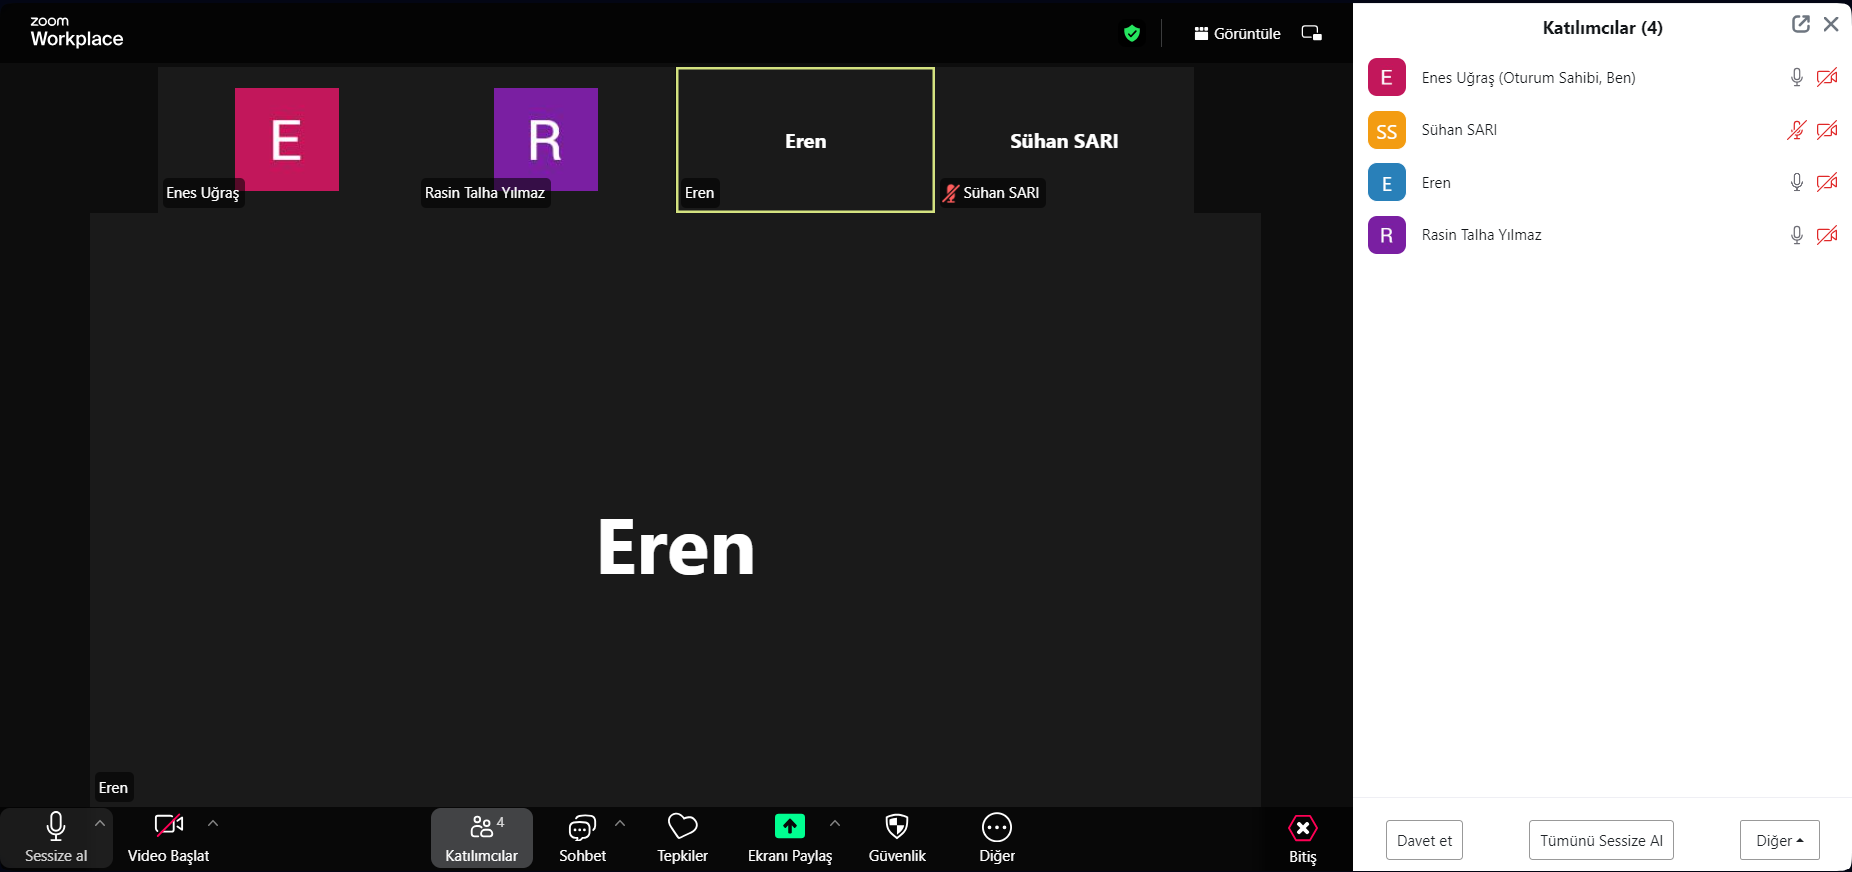 zoom
Workplace
Görüntüle
E
Enes Uğraş
R
Rasin Talha Yılmaz
Eren
Eren
Sühan SARI
Sühan SARI
Eren
Eren
Sessize al
Video Başlat
4
Katılımcılar
Sohbet
Tepkiler
Ekranı Paylaş
Güvenlik
Diğer
Bitiş
Katılımcılar (4)
E
Enes Uğraş (Oturum Sahibi, Ben)
SS
Sühan SARI
E
Eren
R
Rasin Talha Yılmaz
Davet et
Tümünü Sessize Al
Diğer